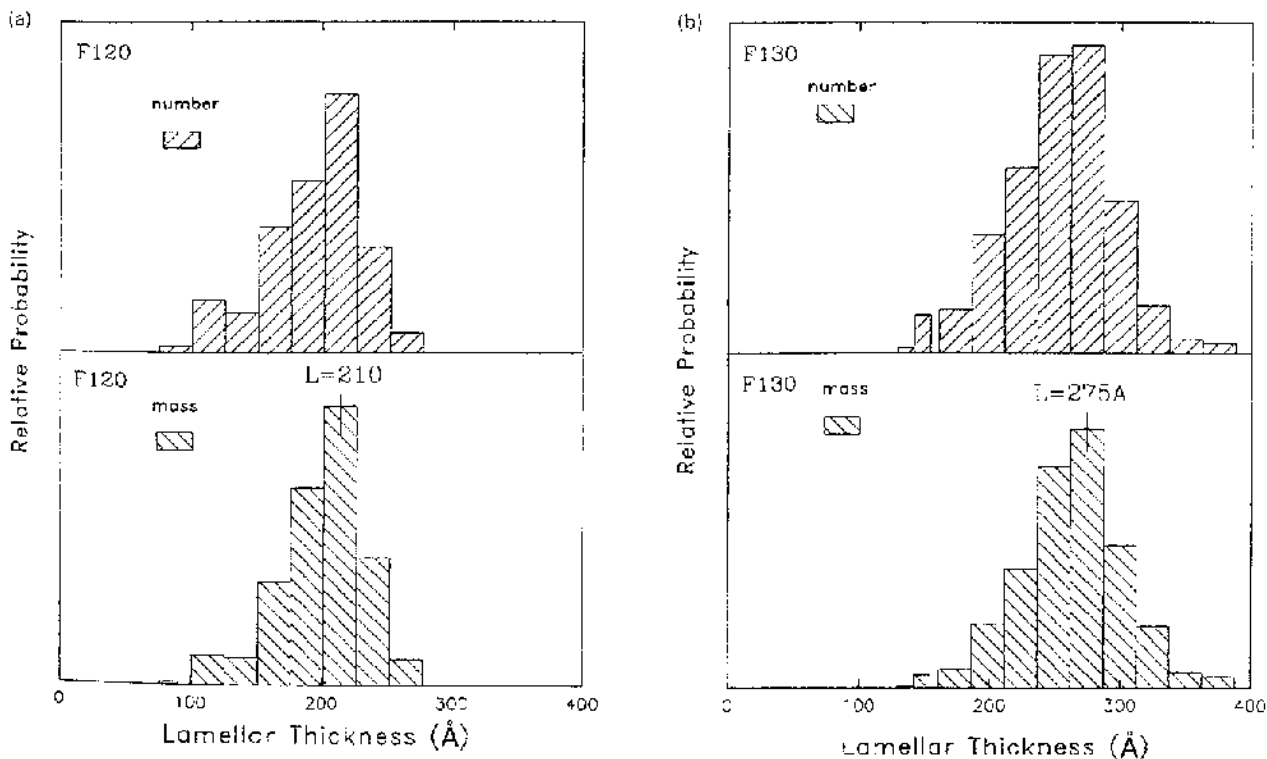 (a)
F120
number
Relative Probability
F120
L=210
mass
0
100
200
300
400
Lamellar Thickness (Å)
(b)
F130
number
Relative Probability
F130
mass
L=275A
0
100
200
300
400
Lamellar Thickness (Å)